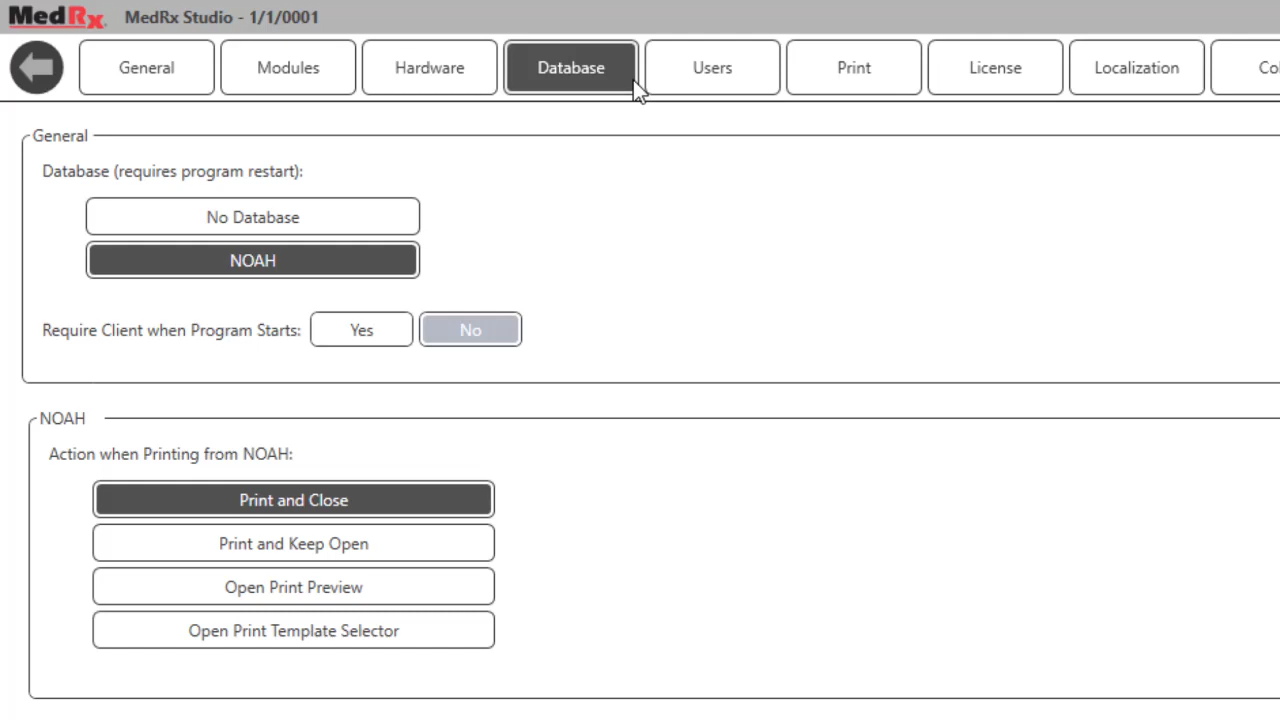 MedRx MedRx Studio - 1/1/0001
General Modules Hardware Database Users Print License Localization Col
General
Database (requires program restart):
No Database
NOAH
Require Client when Program Starts: Yes No
NOAH
Action when Printing from NOAH:
Print and Close
Print and Keep Open
Open Print Preview
Open Print Template Selector